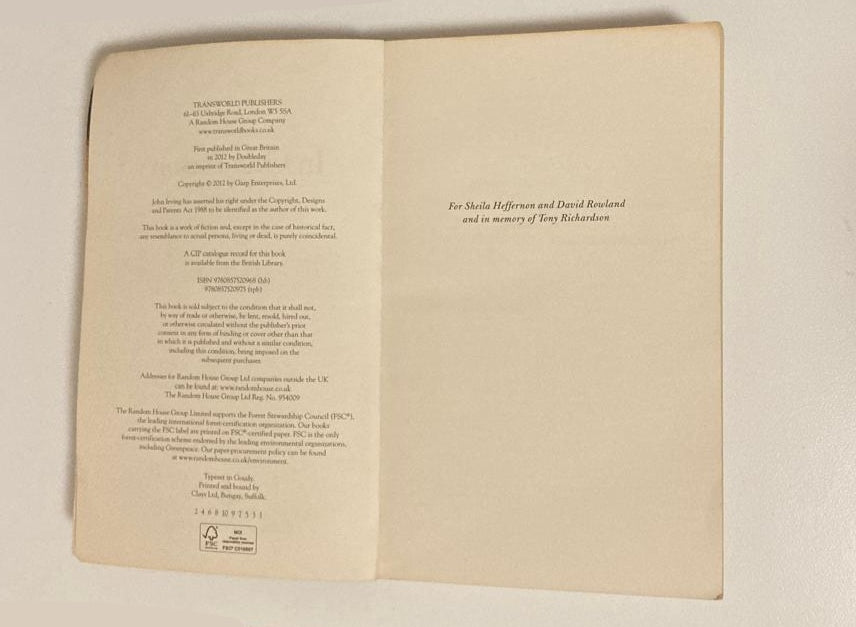 TRANSWORLD PUBLISHERS
61–63 Uxbridge Road, London W5 5SA
A Random House Group Company
www.transworldbooks.co.uk
First published in Great Britain
in 2012 by Doubleday
an imprint of Transworld Publishers
Copyright © 2012 by Garp Enterprises, Ltd.
John Irving has asserted his right under the Copyright, Designs
and Patents Act 1988 to be identified as the author of this work.
This book is a work of fiction and, except in the case of historical fact,
any resemblance to actual persons, living or dead, is purely coincidental.
A CIP catalogue record for this book
is available from the British Library.
ISBN 9780857520968 (hb)
9780857520975 (tpb)
This book is sold subject to the condition that it shall not,
by way of trade or otherwise, be lent, resold, hired out,
or otherwise circulated without the publisher's prior
consent in any form of binding or cover other than that
in which it is published and without a similar condition,
including this condition, being imposed on the
subsequent purchaser.
Addresses for Random House Group Ltd companies outside the UK
can be found at: www.randomhouse.co.uk
The Random House Group Ltd Reg. No. 954009
The Random House Group Limited supports the Forest Stewardship Council (FSC®),
the leading international forest-certification organization. Our books
carrying the FSC label are printed on FSC®-certified paper. FSC is the only
forest-certification scheme endorsed by the leading environmental organizations,
including Greenpeace. Our paper procurement policy can be found
at www.randomhouse.co.uk/environment.
Typeset in Goudy
Printed and bound by
Clays Ltd, Bungay, Suffolk.
2 4 6 8 10 9 7 5 3 1
FSC
MIX
Paper from
responsible sources
FSC® C016897
For Sheila Heffernon and David Rowland
and in memory of Tony Richardson